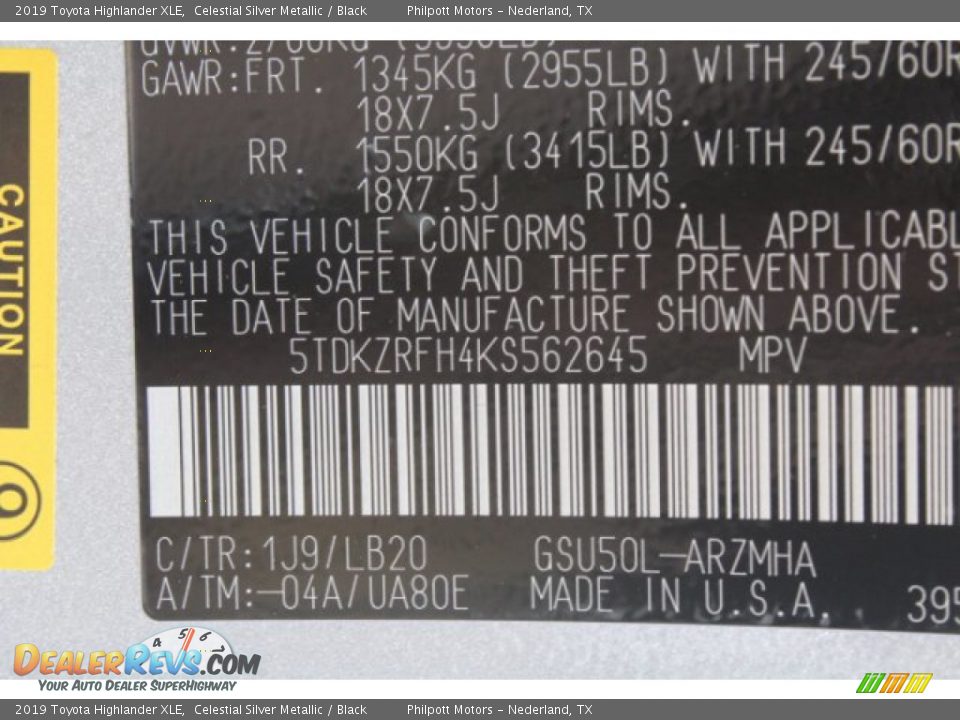 2019 Toyota Highlander XLE, Celestial Silver Metallic / Black Philpott Motors - Nederland, TX
GAWR:FRT. 1345KG (2955LB) WITH 245/60R
18X7.5J RIMS.
RR. 1550KG (3415LB) WITH 245/60R
18X7.5J RIMS.
THIS VEHICLE CONFORMS TO ALL APPLICABL
VEHICLE SAFETY AND THEFT PREVENTION ST
THE DATE OF MANUFACTURE SHOWN ABOVE.
5TDKZRFH4KS562645 MPV
C/TR:1J9/LB20 GSU50L-ARZMHA
A/TM:-04A/UA80E MADE IN U.S.A. 395
CAUTION
4 5 6
DEALERREVS.COM
YOUR AUTO DEALER SUPERHIGHWAY
2019 Toyota Highlander XLE, Celestial Silver Metallic / Black Philpott Motors - Nederland, TX